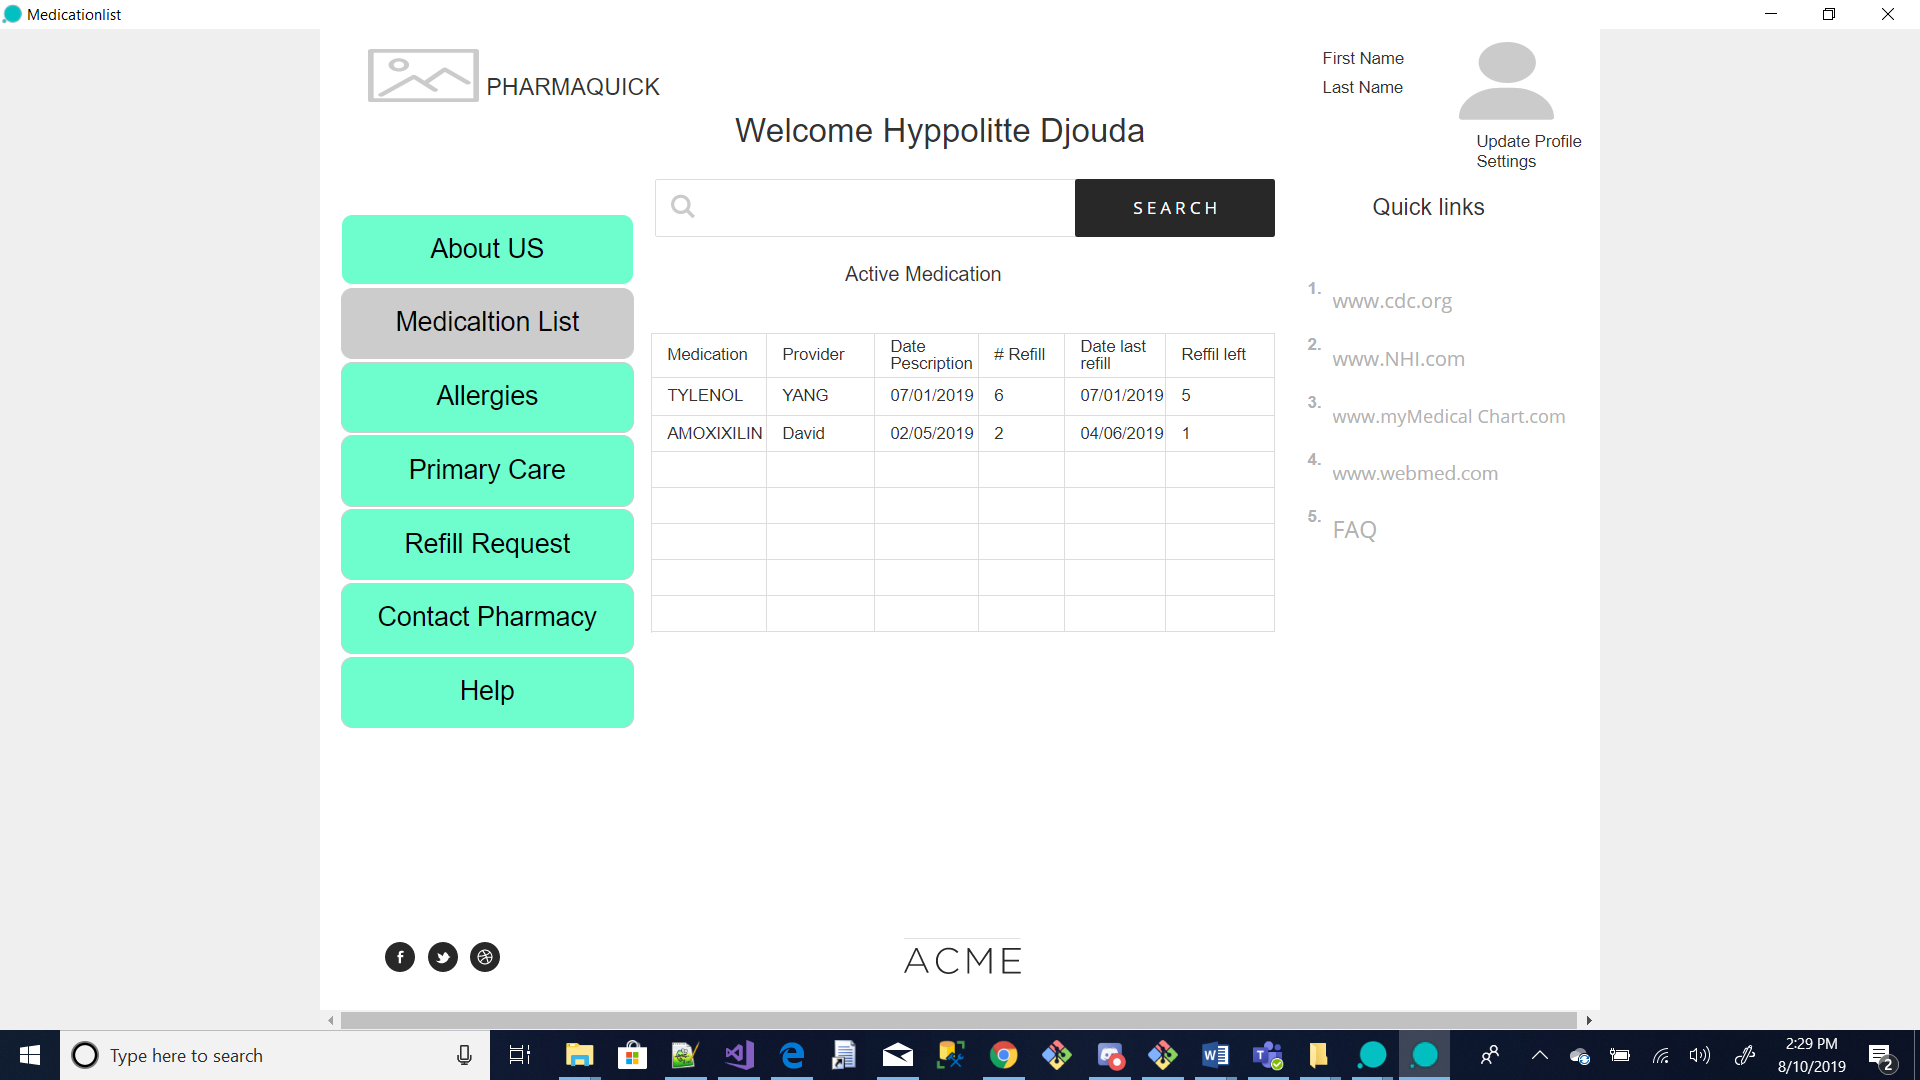 Medicationlist
PHARMAQUICK
First Name
Last Name
Welcome Hyppolitte Djouda
Update Profile
Settings
SEARCH
Quick links
About US
Medicaltion List
Allergies
Primary Care
Refill Request
Contact Pharmacy
Help
Active Medication
Medication Provider Date Pescription # Refill Date last refill Reffil left
TYLENOL YANG 07/01/2019 6 07/01/2019 5
AMOXIXILIN David 02/05/2019 2 04/06/2019 1
1. www.cdc.org
2. www.NHI.com
3. www.myMedical Chart.com
4. www.webmed.com
5. FAQ
ACME
Type here to search
2:29 PM
8/10/2019
2